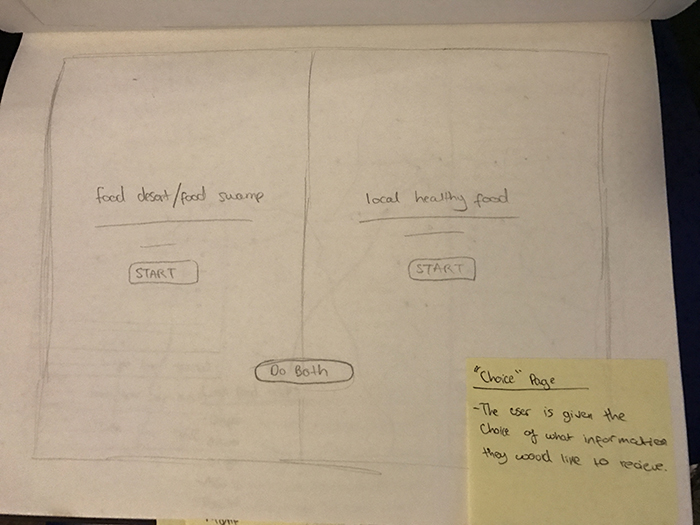 food desert/food swamp
local healthy food
START
START
Do Both
"Choice" Page
-The user is given the
Choice of what information
they woood like to recieve.